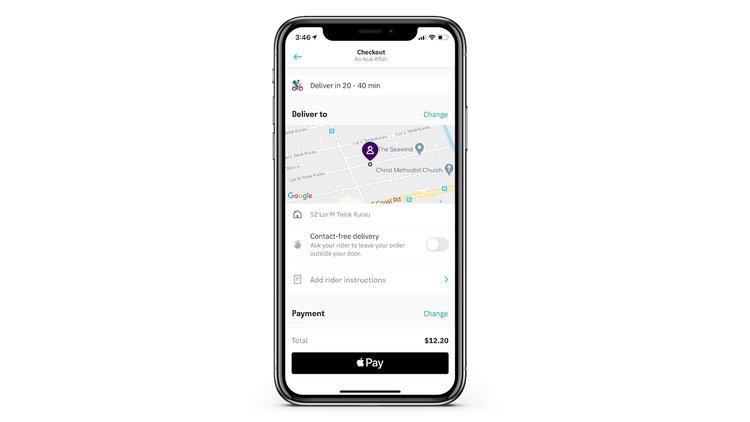 3:46
Checkout
An Acai Affair
Deliver in 20 - 40 min
Deliver to
Change
Lor L Telok Kurau
Lor L Telok Kurau
Lor L Telok Kurau
The Seawind
Christ Methodist Church
Lor M Telok Kurau
E Coast Rd
Google
52 Lor M Telok Kurau
Contact-free delivery
Ask your rider to leave your order
outside your door.
Add rider instructions
Payment
Change
Total
$12.20
Pay